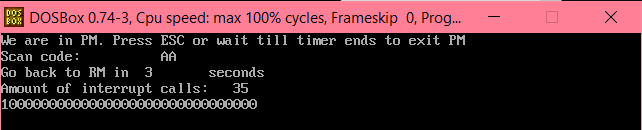 DOS BOX DOSBox 0.74-3, Cpu speed: max 100% cycles, Frameskip 0, Prog...
We are in PM. Press ESC or wait till timer ends to exit PM
Scan code: AA
Go back to RM in 3 seconds
Amount of interrupt calls: 35
10000000000000000000000000000000